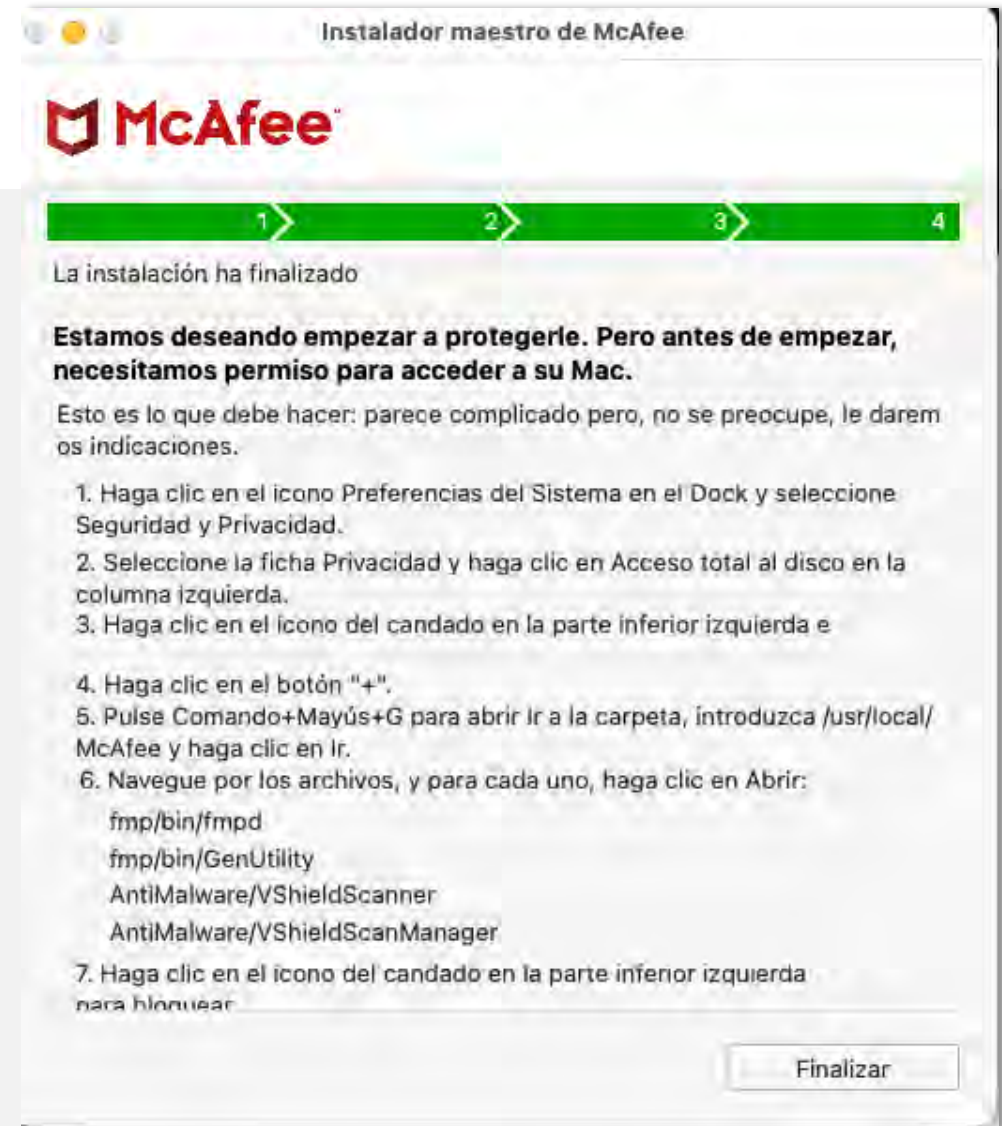 Instalador maestro de McAfee
McAfee™
1 2 3 4
La instalación ha finalizado
Estamos deseando empezar a protegerle. Pero antes de empezar,
necesitamos permiso para acceder a su Mac.
Esto es lo que debe hacer: parece complicado pero, no se preocupe, le darem
os indicaciones.
1. Haga clic en el icono Preferencias del Sistema en el Dock y seleccione
Seguridad y Privacidad.
2. Seleccione la ficha Privacidad y haga clic en Acceso total al disco en la
columna izquierda.
3. Haga clic en el icono del candado en la parte inferior izquierda e
4. Haga clic en el botón "+".
5. Pulse Comando+Mayús+G para abrir Ir a la carpeta, introduzca /usr/local/
McAfee y haga clic en Ir.
6. Navegue por los archivos, y para cada uno, haga clic en Abrir:
fmp/bin/fmpd
fmp/bin/GenUtility
AntiMalware/VShieldScanner
AntiMalware/VShieldScanManager
7. Haga clic en el icono del candado en la parte inferior izquierda
para bloquear
Finalizar